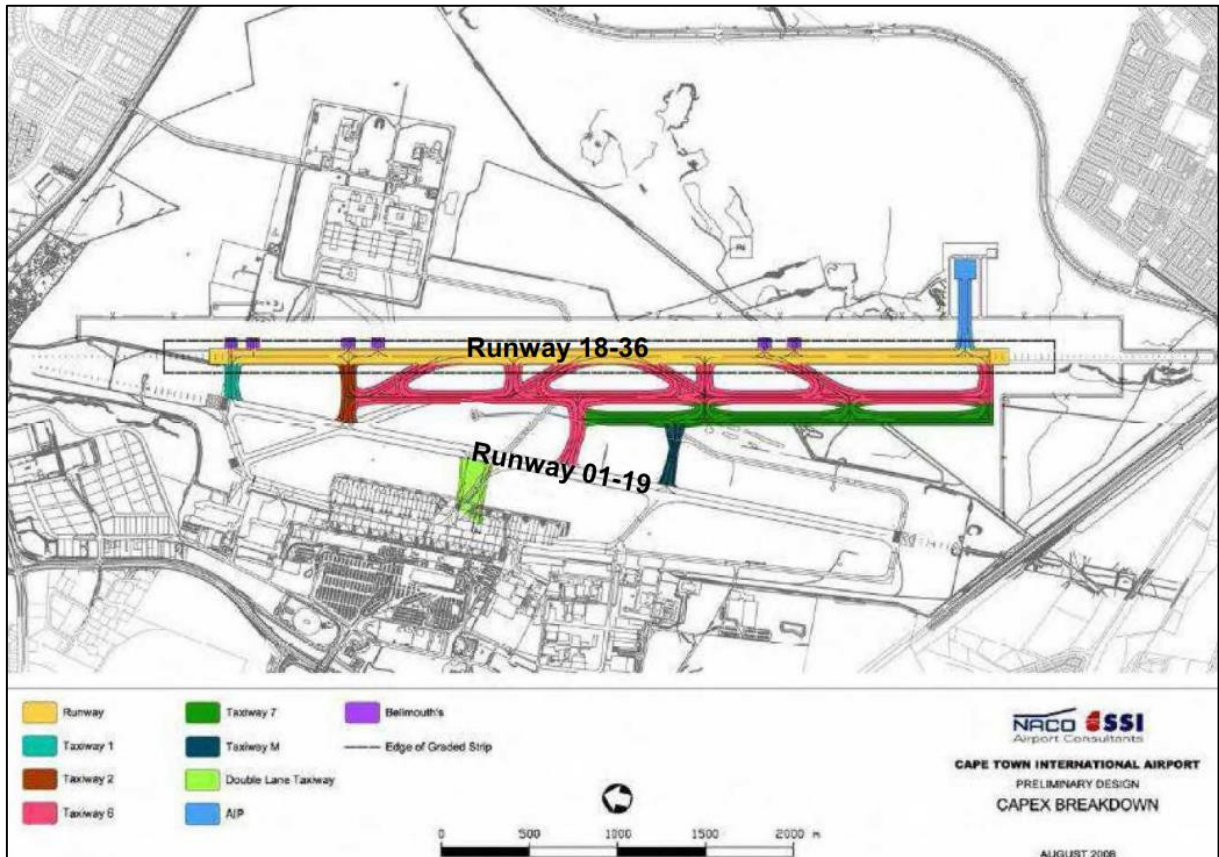 Runway 18-36
Runway 01-19
Runway
Taxiway 1
Taxiway 2
Taxiway 6
Taxiway 7
Taxiway M
Double Lane Taxiway
AIP
Bellmouth's
Edge of Graded Strip
0 500 1000 1500 2000 m
NACO SSI
Airport Consultants
CAPE TOWN INTERNATIONAL AIRPORT
PRELIMINARY DESIGN
CAPEX BREAKDOWN
AUGUST 2008